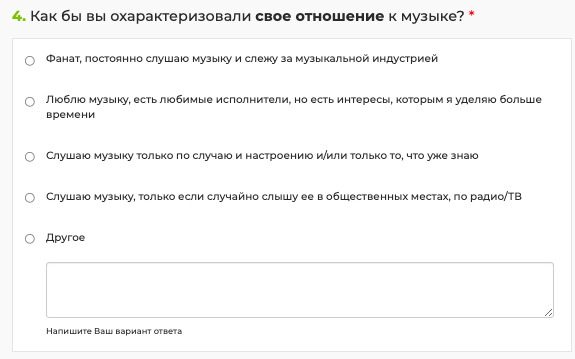 4. Как бы вы охарактеризовали свое отношение к музыке? *
Фанат, постоянно слушаю музыку и слежу за музыкальной индустрией
Люблю музыку, есть любимые исполнители, но есть интересы, которым я уделяю больше
времени
Слушаю музыку только по случаю и настроению и/или только то, что уже знаю
Слушаю музыку, только если случайно слышу ее в общественных местах, по радио/ТВ
Другое
Напишите Ваш вариант ответа